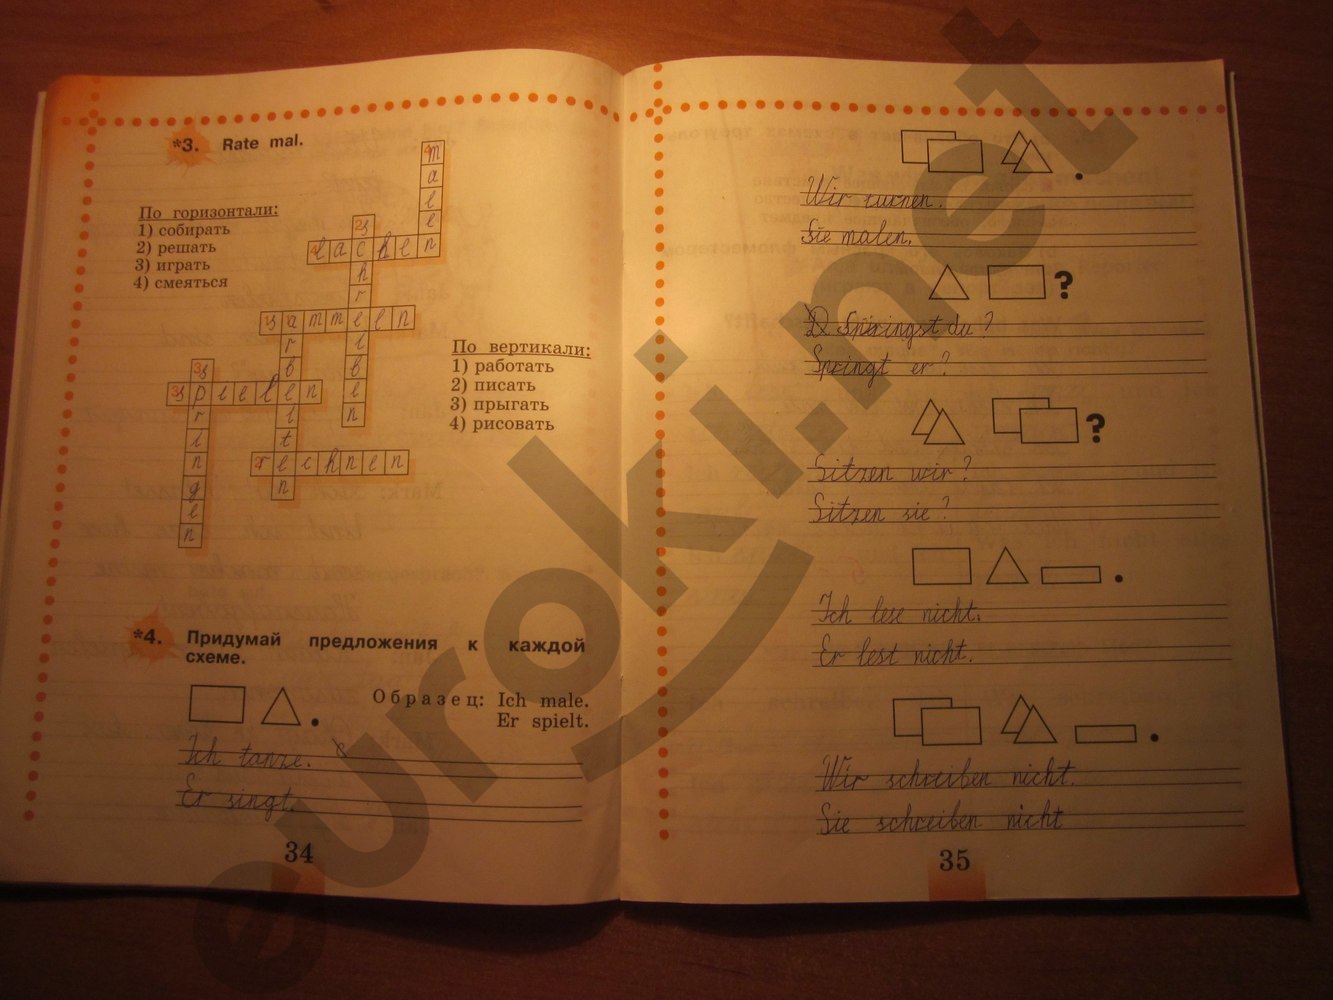 *3. Rate mal.
По горизонтали:
1) собирать
2) решать
3) играть
4) смеяться
malen
lachen
schreiben
sammeln
arbeiten
springen
spielen
rechnen
По вертикали:
1) работать
2) писать
3) прыгать
4) рисовать
*4. Придумай предложения к каждой
схеме.
Образец: Ich male.
Er spielt.
Ich tanze.
Er singt.
34
Wir turnen.
Sie malen.
?
Springst du?
Springt er?
?
Sitzen wir?
Sitzen sie?
Ich lese nicht.
Er lest nicht.
Wir schreiben nicht.
Sie schreiben nicht
35
euroki.net